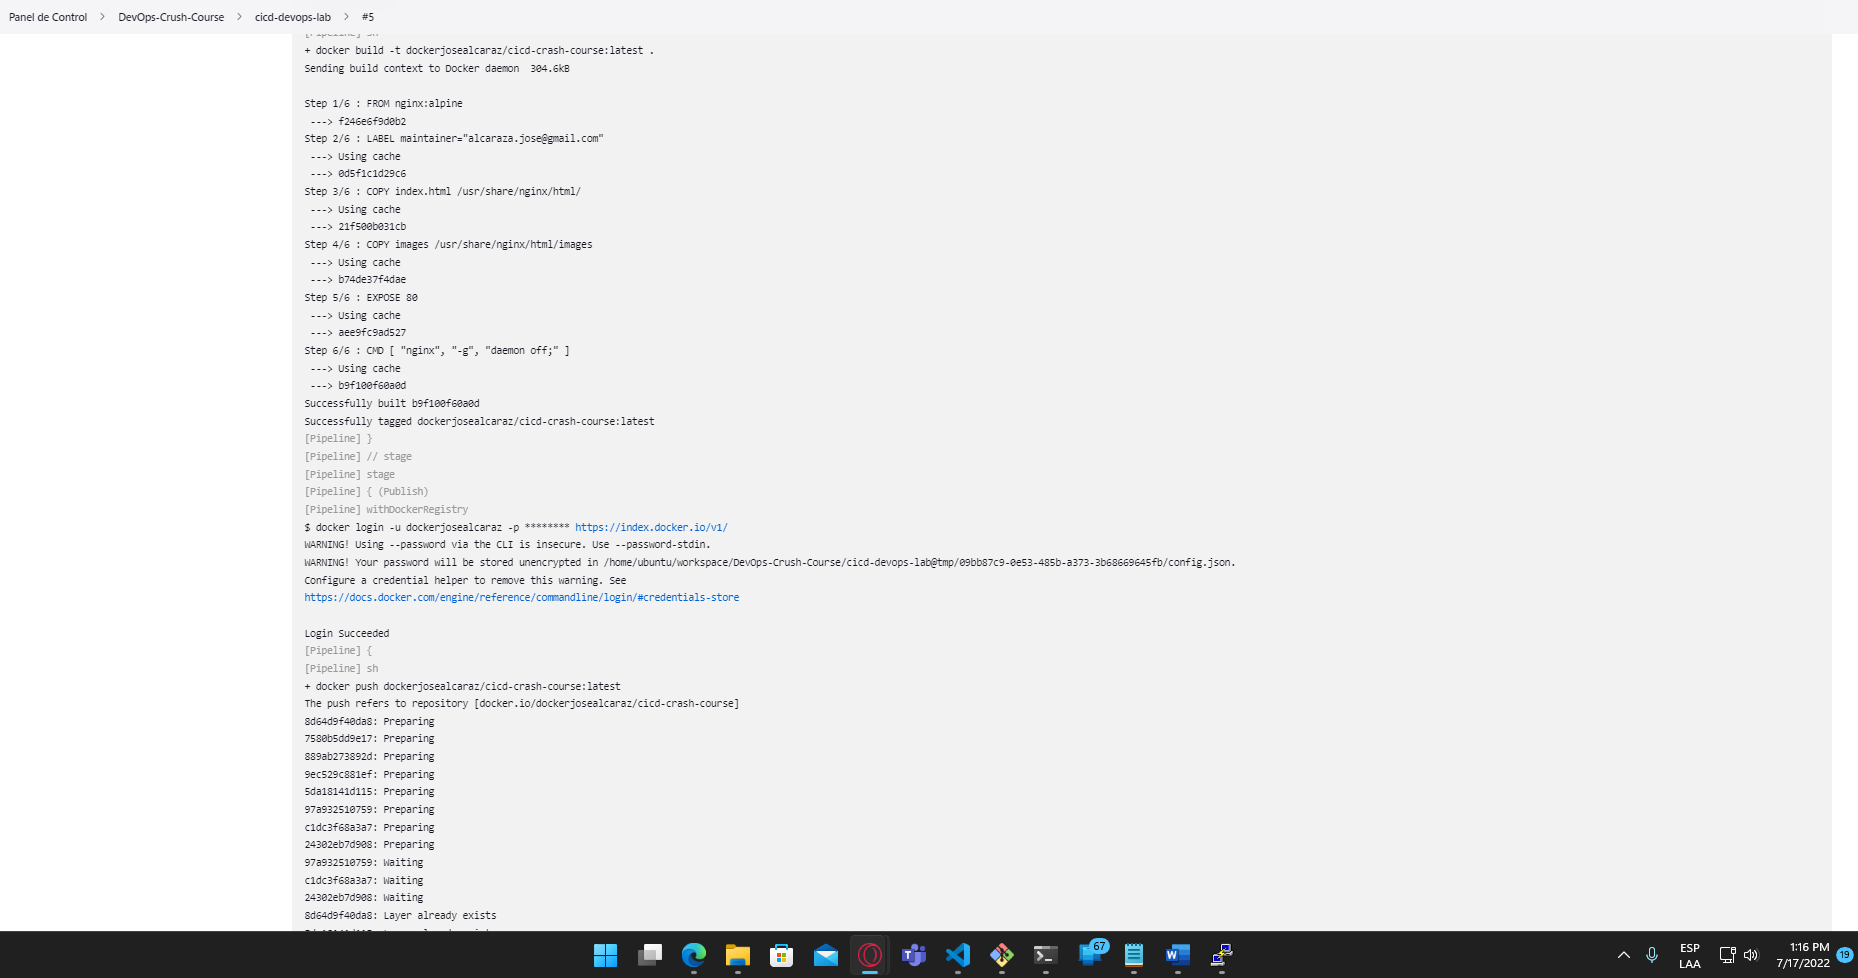 Panel de Control > DevOps-Crush-Course > cicd-devops-lab > #5
[Pipeline] sh
+ docker build -t dockerjosealcaraz/cicd-crash-course:latest .
Sending build context to Docker daemon  304.6kB
Step 1/6 : FROM nginx:alpine
 ---> f246e6f9d0b2
Step 2/6 : LABEL maintainer="alcaraza.jose@gmail.com"
 ---> Using cache
 ---> 0d5f1c1d29c6
Step 3/6 : COPY index.html /usr/share/nginx/html/
 ---> Using cache
 ---> 21f500b031cb
Step 4/6 : COPY images /usr/share/nginx/html/images
 ---> Using cache
 ---> b74de37f4dae
Step 5/6 : EXPOSE 80
 ---> Using cache
 ---> aee9fc9ad527
Step 6/6 : CMD [ "nginx", "-g", "daemon off;" ]
 ---> Using cache
 ---> b9f100f60a0d
Successfully built b9f100f60a0d
Successfully tagged dockerjosealcaraz/cicd-crash-course:latest
[Pipeline] }
[Pipeline] // stage
[Pipeline] stage
[Pipeline] { (Publish)
[Pipeline] withDockerRegistry
$ docker login -u dockerjosealcaraz -p ******** https://index.docker.io/v1/
WARNING! Using --password via the CLI is insecure. Use --password-stdin.
WARNING! Your password will be stored unencrypted in /home/ubuntu/workspace/DevOps-Crush-Course/cicd-devops-lab@tmp/09bb87c9-0e53-485b-a373-3b68669645fb/config.json.
Configure a credential helper to remove this warning. See
https://docs.docker.com/engine/reference/commandline/login/#credentials-store
Login Succeeded
[Pipeline] {
[Pipeline] sh
+ docker push dockerjosealcaraz/cicd-crash-course:latest
The push refers to repository [docker.io/dockerjosealcaraz/cicd-crash-course]
8d64d9f40da8: Preparing
7580b5dd9e17: Preparing
889ab273892d: Preparing
9ec529c881ef: Preparing
5da18141d115: Preparing
97a932510759: Preparing
c1dc3f68a3a7: Preparing
24302eb7d908: Preparing
97a932510759: Waiting
c1dc3f68a3a7: Waiting
24302eb7d908: Waiting
8d64d9f40da8: Layer already exists
67
ESP
LAA
1:16 PM
7/17/2022
19